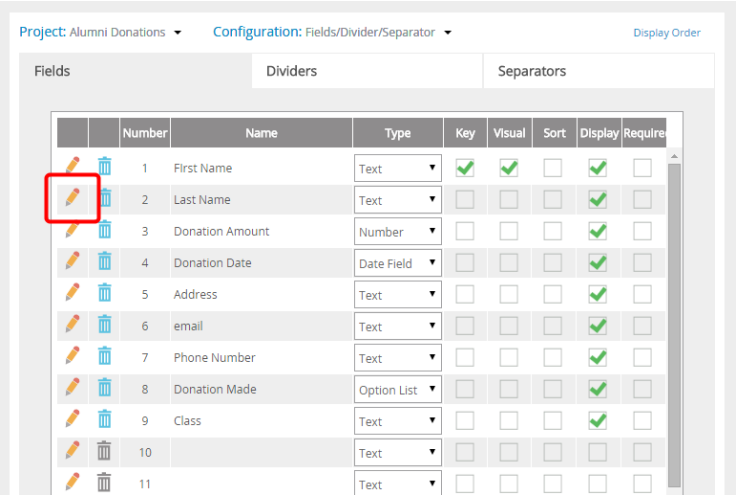 Project: Alumni Donations Configuration: Fields/Divider/Separator Display Order
Fields Dividers Separators
Number Name Type Key Visual Sort Display Require
1 FIrst Name Text
2 Last Name Text
3 Donation Amount Number
4 Donation Date Date Field
5 Address Text
6 email Text
7 Phone Number Text
8 Donation Made Option List
9 Class Text
10 Text
11 Text